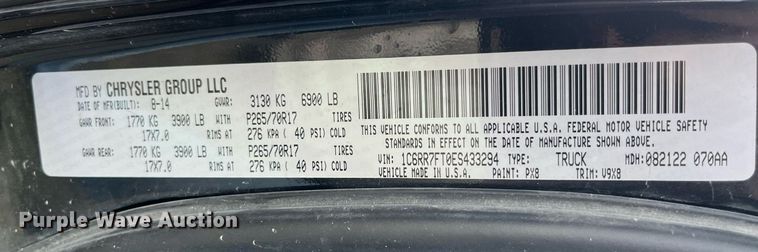 MFD BY CHRYSLER GROUP LLC
DATE OF MFR(BUILT): 8-14 GVWR: 3130 KG 6900 LB
GAWR FRONT: 1770 KG 3900 LB WITH P265/70R17 TIRES
17X7.0 RIMS AT 276 KPA ( 40 PSI) COLD
GAWR REAR: 1770 KG 3900 LB WITH P265/70R17 TIRES
17X7.0 RIMS AT 276 KPA ( 40 PSI) COLD
THIS VEHICLE CONFORMS TO ALL APPLICABLE U.S.A. FEDERAL MOTOR VEHICLE SAFETY
STANDARDS IN EFFECT ON THE DATE OF MANUFACTURE SHOWN ABOVE.
VIN: 1C6RR7FT0ES433294 TYPE: TRUCK MDH: 082122 070AA
VEHICLE MADE IN U.S.A. PAINT: PX8 TRIM: V9X8
Purple Wave Auction